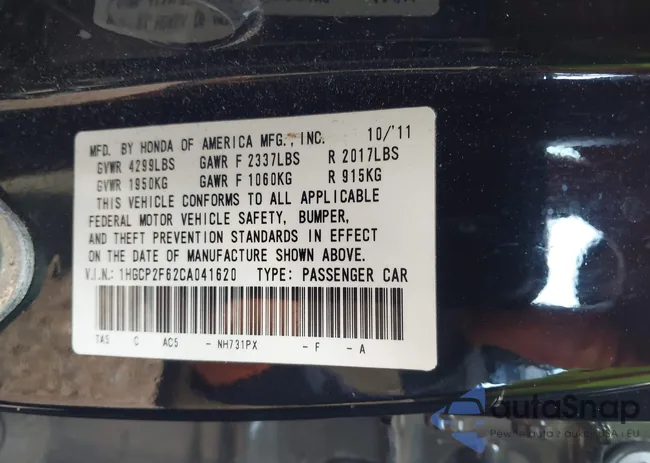 MFD. BY HONDA OF AMERICA MFG., INC. 10/'11
GVWR 4299LBS GAWR F 2337LBS R 2017LBS
GVWR 1950KG GAWR F 1060KG R 915KG
THIS VEHICLE CONFORMS TO ALL APPLICABLE
FEDERAL MOTOR VEHICLE SAFETY, BUMPER,
AND THEFT PREVENTION STANDARDS IN EFFECT
ON THE DATE OF MANUFACTURE SHOWN ABOVE.
V.I.N.: 1HGCP2F62CA041620 TYPE: PASSENGER CAR
TA5 C AC5 - NH731PX - F - A
autaSnap